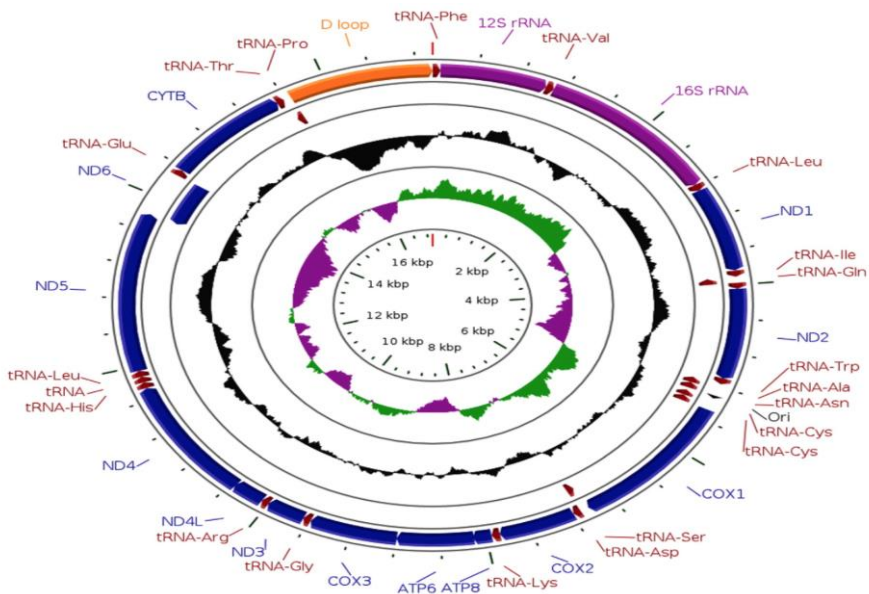 tRNA-Phe
12S rRNA
tRNA-Val
16S rRNA
tRNA-Leu
ND1
tRNA-Ile
tRNA-Gln
ND2
tRNA-Trp
tRNA-Ala
tRNA-Asn
Ori
tRNA-Cys
tRNA-Cys
COX1
tRNA-Ser
tRNA-Asp
COX2
tRNA-Lys
ATP8
ATP6
COX3
tRNA-Gly
ND3
tRNA-Arg
ND4L
ND4
tRNA-His
tRNA
tRNA-Leu
ND5
ND6
tRNA-Glu
CYTB
tRNA-Thr
tRNA-Pro
D loop
2 kbp
4 kbp
6 kbp
8 kbp
10 kbp
12 kbp
14 kbp
16 kbp